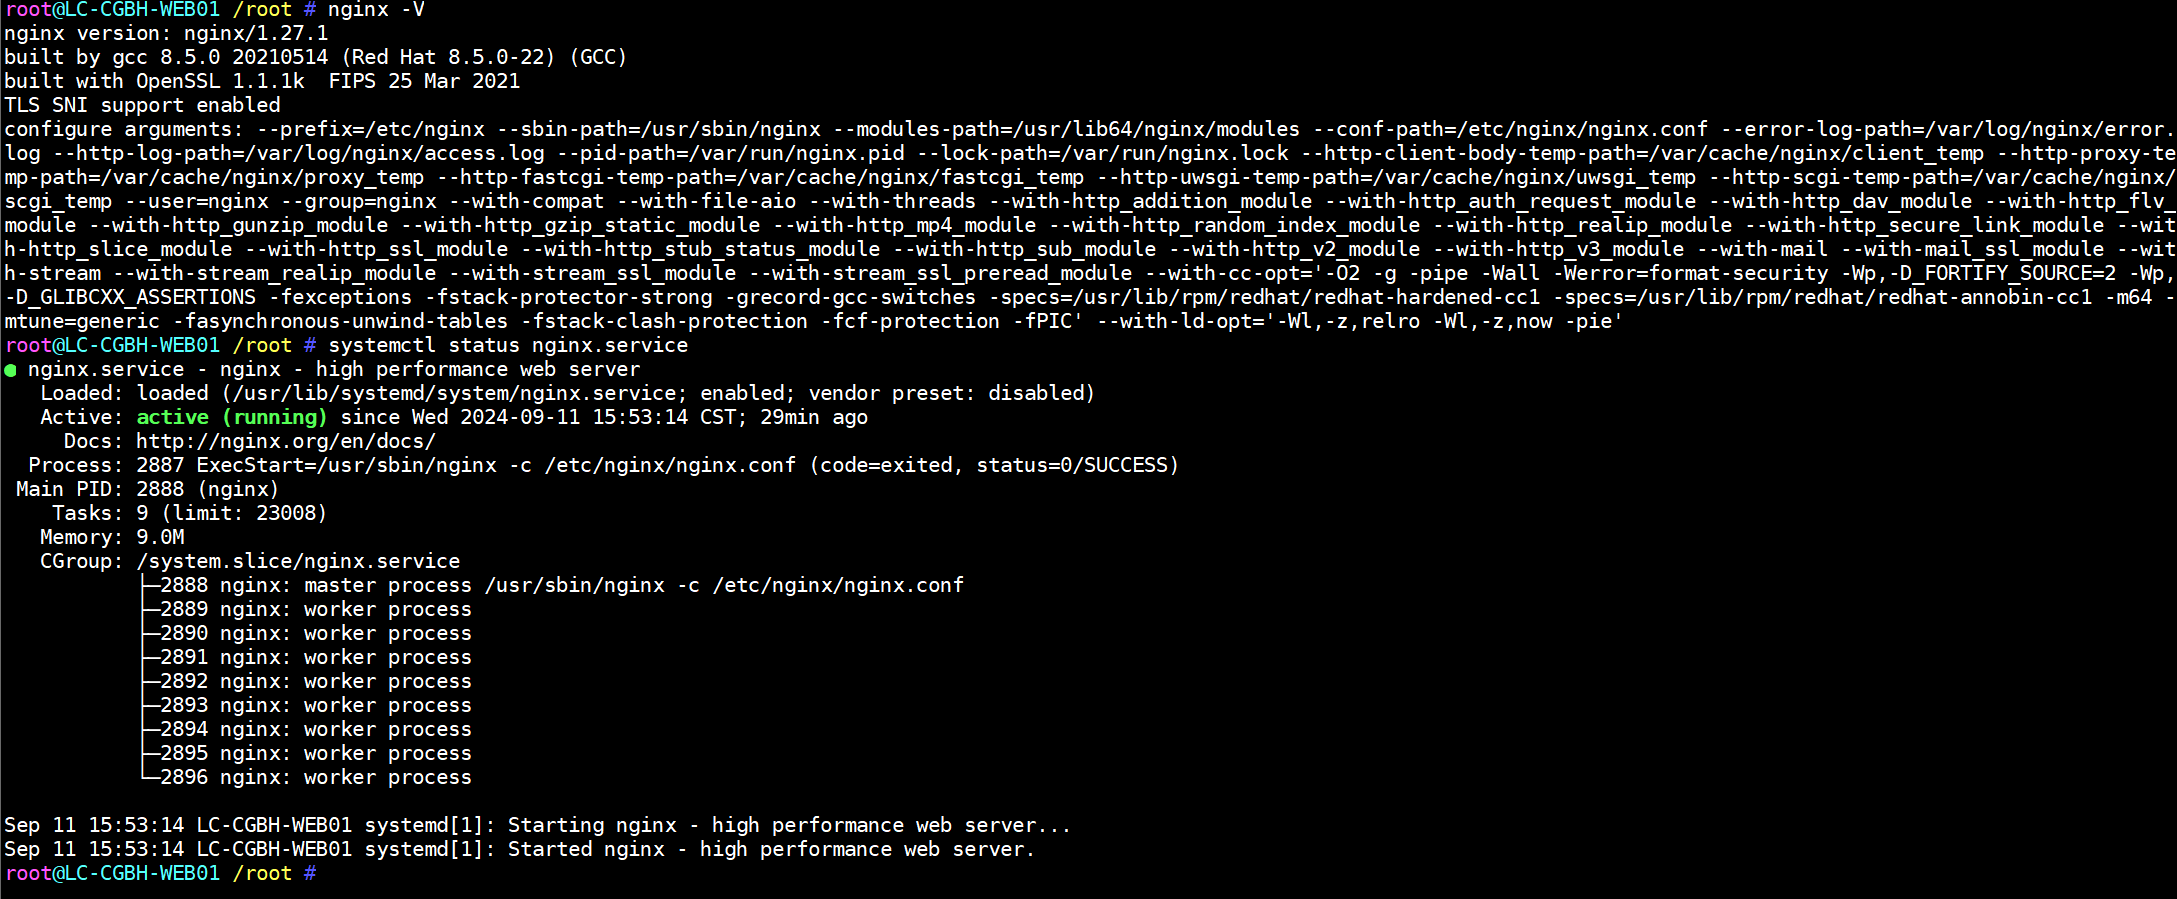 root@LC-CGBH-WEB01 /root # nginx -V
nginx version: nginx/1.27.1
built by gcc 8.5.0 20210514 (Red Hat 8.5.0-22) (GCC)
built with OpenSSL 1.1.1k  FIPS 25 Mar 2021
TLS SNI support enabled
configure arguments: --prefix=/etc/nginx --sbin-path=/usr/sbin/nginx --modules-path=/usr/lib64/nginx/modules --conf-path=/etc/nginx/nginx.conf --error-log-path=/var/log/nginx/error.
log --http-log-path=/var/log/nginx/access.log --pid-path=/var/run/nginx.pid --lock-path=/var/run/nginx.lock --http-client-body-temp-path=/var/cache/nginx/client_temp --http-proxy-te
mp-path=/var/cache/nginx/proxy_temp --http-fastcgi-temp-path=/var/cache/nginx/fastcgi_temp --http-uwsgi-temp-path=/var/cache/nginx/uwsgi_temp --http-scgi-temp-path=/var/cache/nginx/
scgi_temp --user=nginx --group=nginx --with-compat --with-file-aio --with-threads --with-http_addition_module --with-http_auth_request_module --with-http_dav_module --with-http_flv_
module --with-http_gunzip_module --with-http_gzip_static_module --with-http_mp4_module --with-http_random_index_module --with-http_realip_module --with-http_secure_link_module --wit
h-http_slice_module --with-http_ssl_module --with-http_stub_status_module --with-http_sub_module --with-http_v2_module --with-http_v3_module --with-mail --with-mail_ssl_module --wit
h-stream --with-stream_realip_module --with-stream_ssl_module --with-stream_ssl_preread_module --with-cc-opt='-O2 -g -pipe -Wall -Werror=format-security -Wp,-D_FORTIFY_SOURCE=2 -Wp,
-D_GLIBCXX_ASSERTIONS -fexceptions -fstack-protector-strong -grecord-gcc-switches -specs=/usr/lib/rpm/redhat/redhat-hardened-cc1 -specs=/usr/lib/rpm/redhat/redhat-annobin-cc1 -m64 -
mtune=generic -fasynchronous-unwind-tables -fstack-clash-protection -fcf-protection -fPIC' --with-ld-opt='-Wl,-z,relro -Wl,-z,now -pie'
root@LC-CGBH-WEB01 /root # systemctl status nginx.service
● nginx.service - nginx - high performance web server
   Loaded: loaded (/usr/lib/systemd/system/nginx.service; enabled; vendor preset: disabled)
   Active: active (running) since Wed 2024-09-11 15:53:14 CST; 29min ago
     Docs: http://nginx.org/en/docs/
  Process: 2887 ExecStart=/usr/sbin/nginx -c /etc/nginx/nginx.conf (code=exited, status=0/SUCCESS)
 Main PID: 2888 (nginx)
    Tasks: 9 (limit: 23008)
   Memory: 9.0M
   CGroup: /system.slice/nginx.service
           ├─2888 nginx: master process /usr/sbin/nginx -c /etc/nginx/nginx.conf
           ├─2889 nginx: worker process
           ├─2890 nginx: worker process
           ├─2891 nginx: worker process
           ├─2892 nginx: worker process
           ├─2893 nginx: worker process
           ├─2894 nginx: worker process
           ├─2895 nginx: worker process
           └─2896 nginx: worker process
Sep 11 15:53:14 LC-CGBH-WEB01 systemd[1]: Starting nginx - high performance web server...
Sep 11 15:53:14 LC-CGBH-WEB01 systemd[1]: Started nginx - high performance web server.
root@LC-CGBH-WEB01 /root #